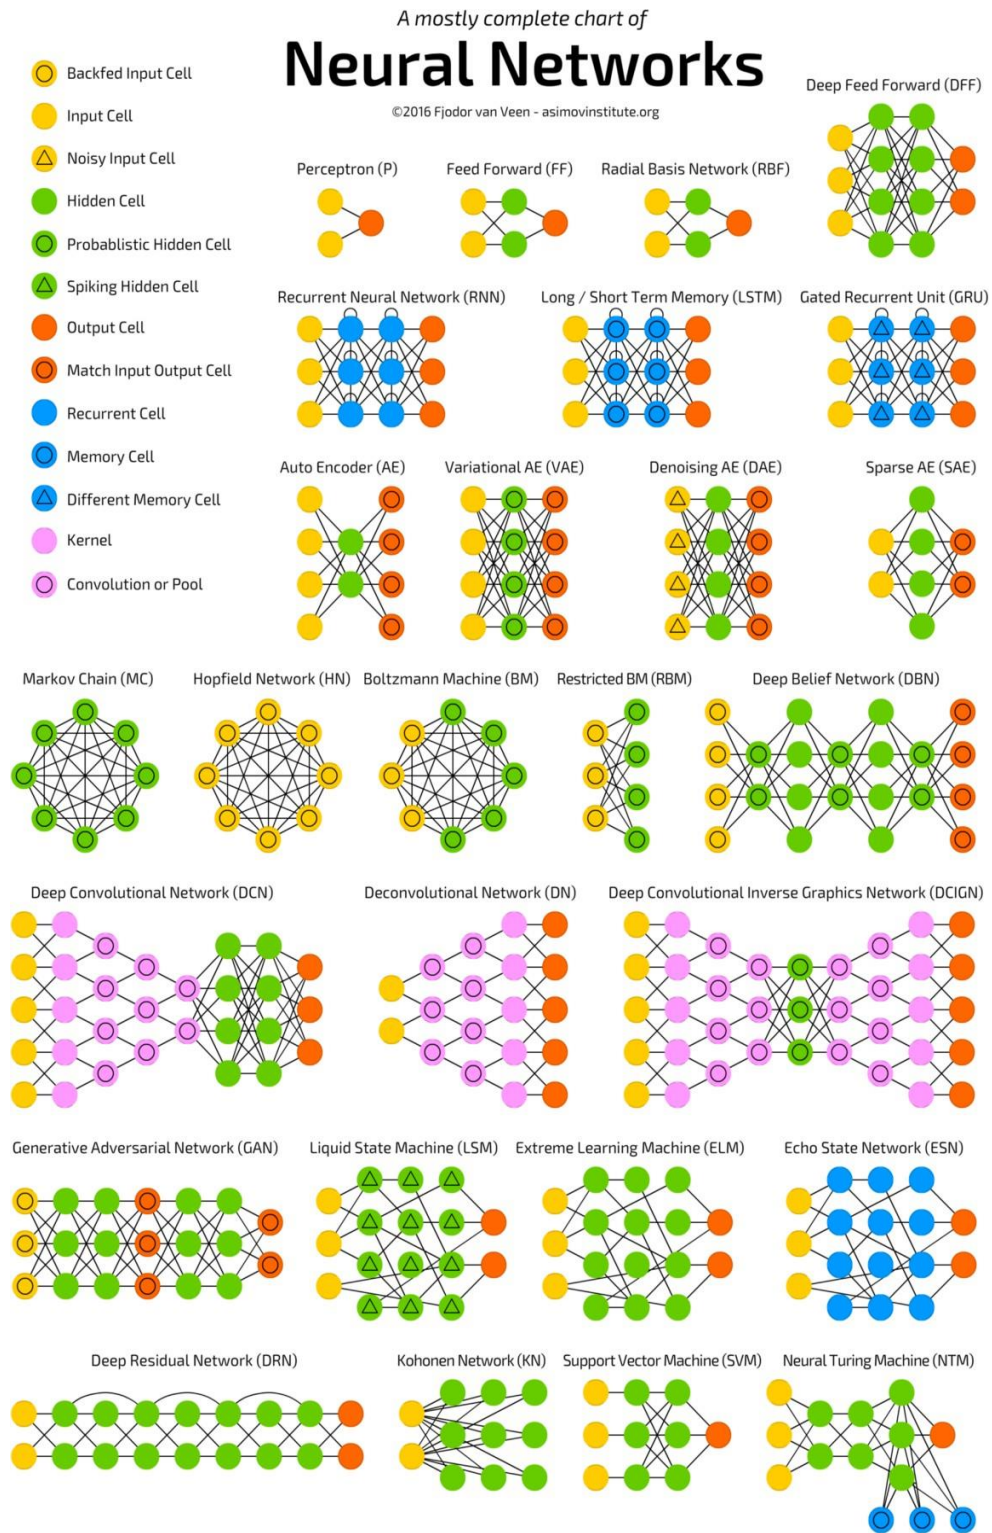 A mostly complete chart of
Neural Networks
©2016 Fjodor van Veen - asimovinstitute.org
Backfed Input Cell
Input Cell
Noisy Input Cell
Hidden Cell
Probablistic Hidden Cell
Spiking Hidden Cell
Output Cell
Match Input Output Cell
Recurrent Cell
Memory Cell
Different Memory Cell
Kernel
Convolution or Pool
Deep Feed Forward (DFF)
Perceptron (P)
Feed Forward (FF)
Radial Basis Network (RBF)
Recurrent Neural Network (RNN)
Long / Short Term Memory (LSTM)
Gated Recurrent Unit (GRU)
Auto Encoder (AE)
Variational AE (VAE)
Denoising AE (DAE)
Sparse AE (SAE)
Markov Chain (MC)
Hopfield Network (HN)
Boltzmann Machine (BM)
Restricted BM (RBM)
Deep Belief Network (DBN)
Deep Convolutional Network (DCN)
Deconvolutional Network (DN)
Deep Convolutional Inverse Graphics Network (DCIGN)
Generative Adversarial Network (GAN)
Liquid State Machine (LSM)
Extreme Learning Machine (ELM)
Echo State Network (ESN)
Deep Residual Network (DRN)
Kohonen Network (KN)
Support Vector Machine (SVM)
Neural Turing Machine (NTM)